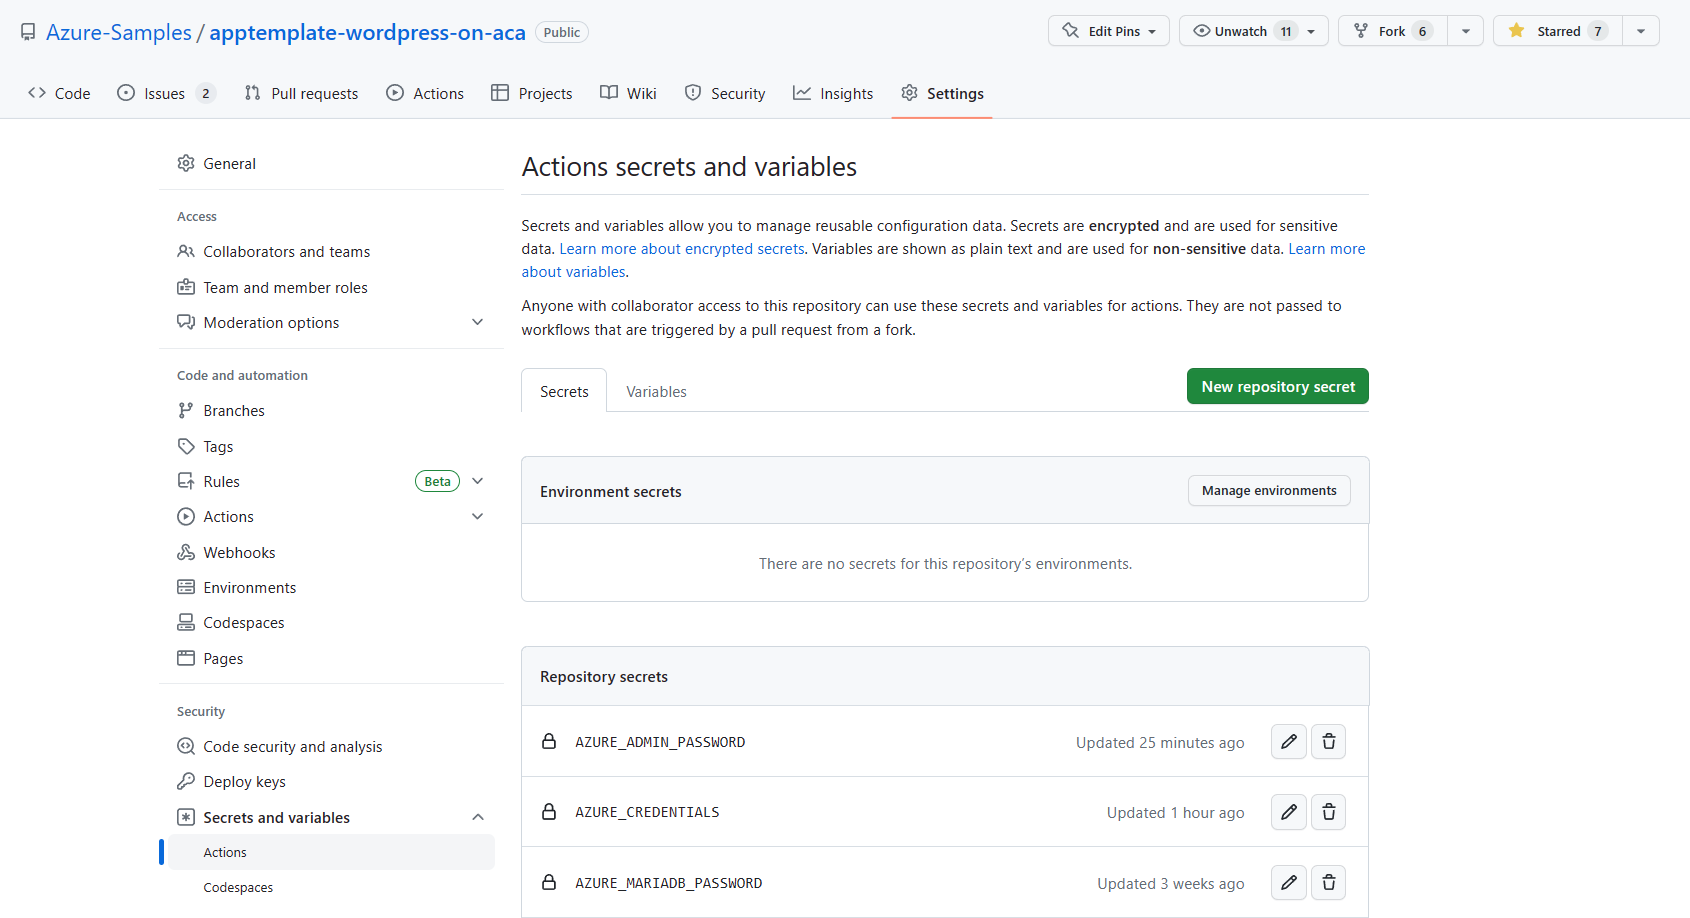 Azure-Samples / apptemplate-wordpress-on-aca Public
Edit Pins
Unwatch 11
Fork 6
Starred 7
Code
Issues 2
Pull requests
Actions
Projects
Wiki
Security
Insights
Settings
General
Access
Collaborators and teams
Team and member roles
Moderation options
Code and automation
Branches
Tags
Rules Beta
Actions
Webhooks
Environments
Codespaces
Pages
Security
Code security and analysis
Deploy keys
Secrets and variables
Actions
Codespaces
Actions secrets and variables
Secrets and variables allow you to manage reusable configuration data. Secrets are encrypted and are used for sensitive
data. Learn more about encrypted secrets. Variables are shown as plain text and are used for non-sensitive data. Learn more
about variables.
Anyone with collaborator access to this repository can use these secrets and variables for actions. They are not passed to
workflows that are triggered by a pull request from a fork.
Secrets
Variables
New repository secret
Environment secrets
Manage environments
There are no secrets for this repository's environments.
Repository secrets
AZURE_ADMIN_PASSWORD Updated 25 minutes ago
AZURE_CREDENTIALS Updated 1 hour ago
AZURE_MARIADB_PASSWORD Updated 3 weeks ago